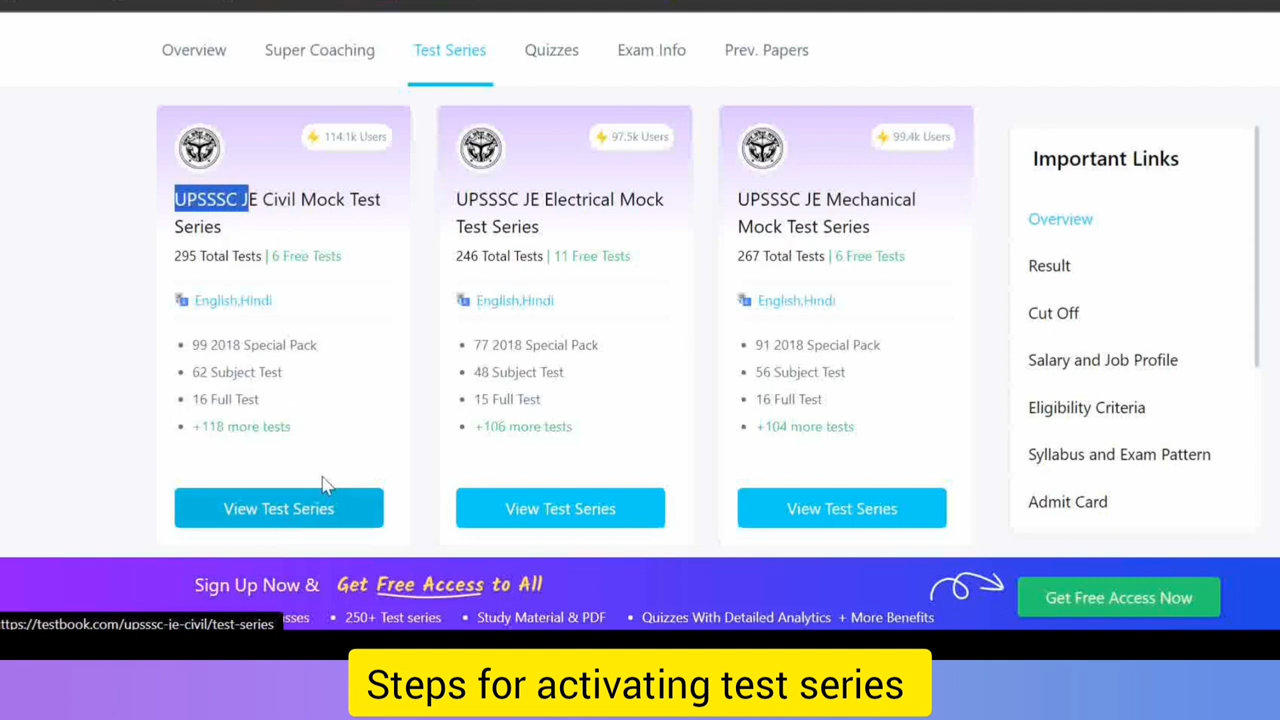 Overview Super Coaching Test Series Quizzes Exam Info Prev. Papers
114.1k Users
UPSSSC JE Civil Mock Test
Series
295 Total Tests | 6 Free Tests
English,Hindi
99 2018 Special Pack
62 Subject Test
16 Full Test
+118 more tests
View Test Series
97.5k Users
UPSSSC JE Electrical Mock
Test Series
246 Total Tests | 11 Free Tests
English,Hindi
77 2018 Special Pack
48 Subject Test
15 Full Test
+106 more tests
View Test Series
99.4k Users
UPSSSC JE Mechanical
Mock Test Series
267 Total Tests | 6 Free Tests
English,Hindi
91 2018 Special Pack
56 Subject Test
16 Full Test
+104 more tests
View Test Series
Important Links
Overview
Result
Cut Off
Salary and Job Profile
Eligibility Criteria
Syllabus and Exam Pattern
Admit Card
Sign Up Now & Get Free Access to All
Get Free Access Now
sses • 250+ Test series • Study Material & PDF • Quizzes With Detailed Analytics + More Benefits
ttps://testbook.com/upsssc-je-civil/test-series
Steps for activating test series